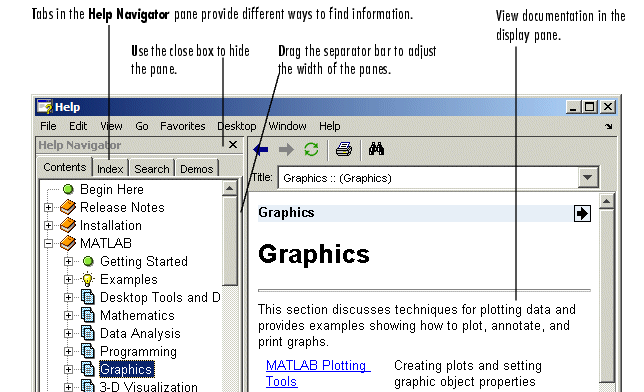 Tabs in the Help Navigator pane provide different ways to find information.
View documentation in the
display pane.
Use the close box to hide
the pane.
Drag the separator bar to adjust
the width of the panes.
Help
File Edit View Go Favorites Desktop Window Help
Help Navigator
Contents Index Search Demos
Title: Graphics :: (Graphics)
Begin Here
Release Notes
Installation
MATLAB
Getting Started
Examples
Desktop Tools and D
Mathematics
Data Analysis
Programming
Graphics
3-D Visualization
Graphics
Graphics
This section discusses techniques for plotting data and
provides examples showing how to plot, annotate, and
print graphs.
MATLAB Plotting
Tools
Creating plots and setting
graphic object properties